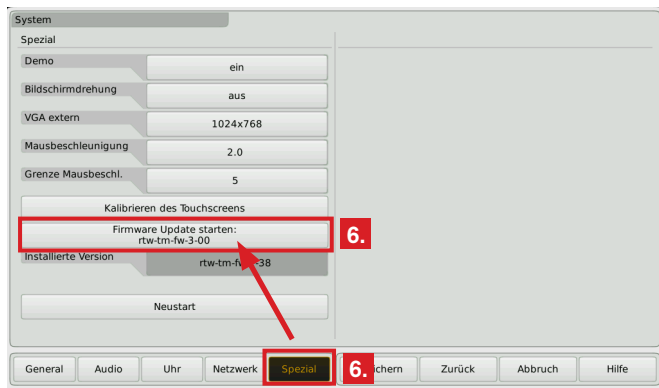 System
Spezial
Demo
ein
Bildschirmdrehung
aus
VGA extern
1024x768
Mausbeschleunigung
2.0
Grenze Mausbeschl.
5
Kalibrieren des Touchscreens
Firmware Update starten:
rtw-tm-fw-3-00
6.
Installierte Version
Neustart
General Audio Uhr Netzwerk Spezial 6. Zurück Abbruch Hilfe